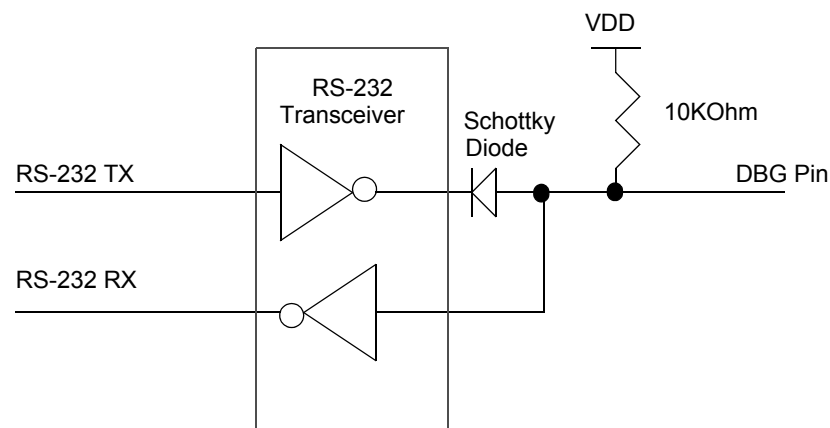 VDD
RS-232
Transceiver
Schottky
Diode
10KOhm
RS-232 TX
DBG Pin
RS-232 RX